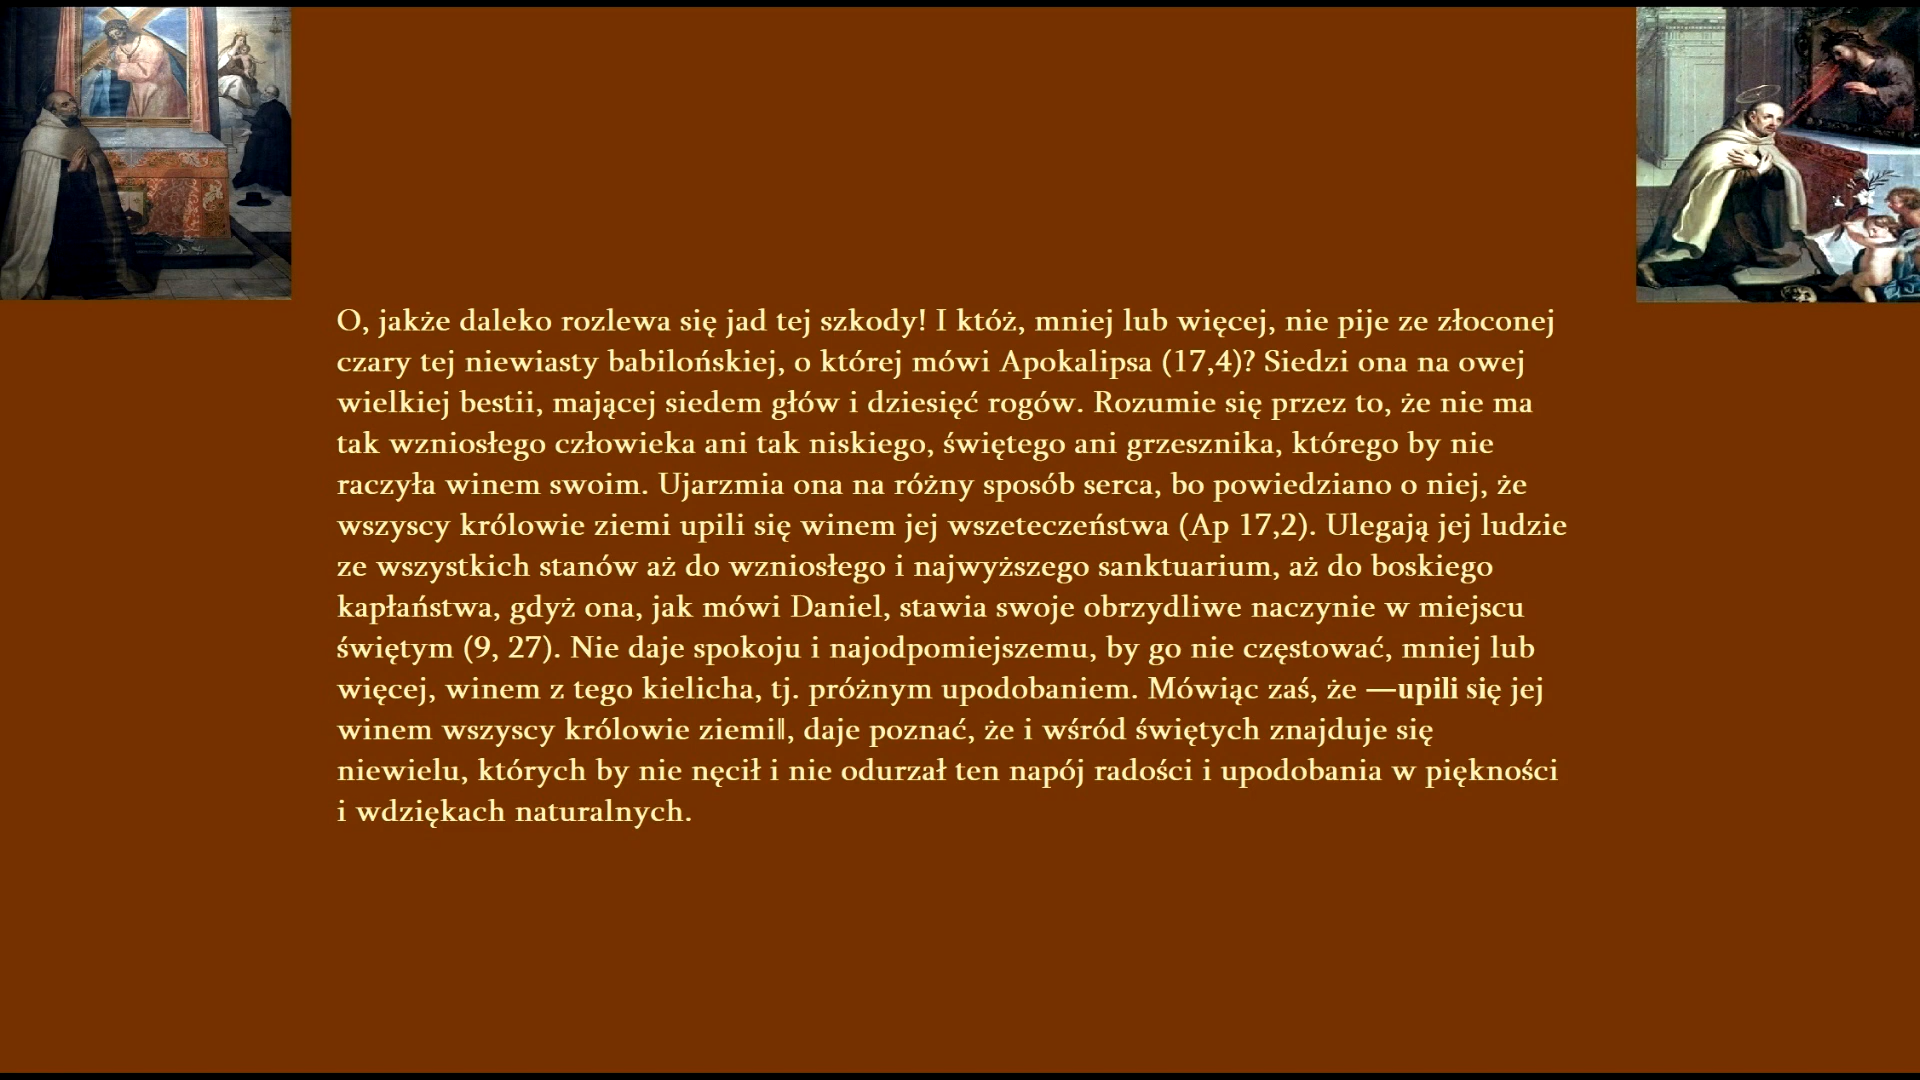 O, jakże daleko rozlewa się jad tej szkody! I któż, mniej lub więcej, nie pije ze złoconej
czary tej niewiasty babilońskiej, o której mówi Apokalipsa (17,4)? Siedzi ona na owej
wielkiej bestii, mającej siedem głów i dziesięć rogów. Rozumie się przez to, że nie ma
tak wzniosłego człowieka ani tak niskiego, świętego ani grzesznika, którego by nie
raczyła winem swoim. Ujarzmia ona na różny sposób serca, bo powiedziano o niej, że
wszyscy królowie ziemi upili się winem jej wszeteczeństwa (Ap 17,2). Ulegają jej ludzie
ze wszystkich stanów aż do wzniosłego i najwyższego sanktuarium, aż do boskiego
kapłaństwa, gdyż ona, jak mówi Daniel, stawia swoje obrzydliwe naczynie w miejscu
świętym (9, 27). Nie daje spokoju i najodpomiejszemu, by go nie częstować, mniej lub
więcej, winem z tego kielicha, tj. próżnym upodobaniem. Mówiąc zaś, że ―upili się jej
winem wszyscy królowie ziemi‖, daje poznać, że i wśród świętych znajduje się
niewielu, których by nie nęcił i nie odurzał ten napój radości i upodobania w piękności
i wdziękach naturalnych.